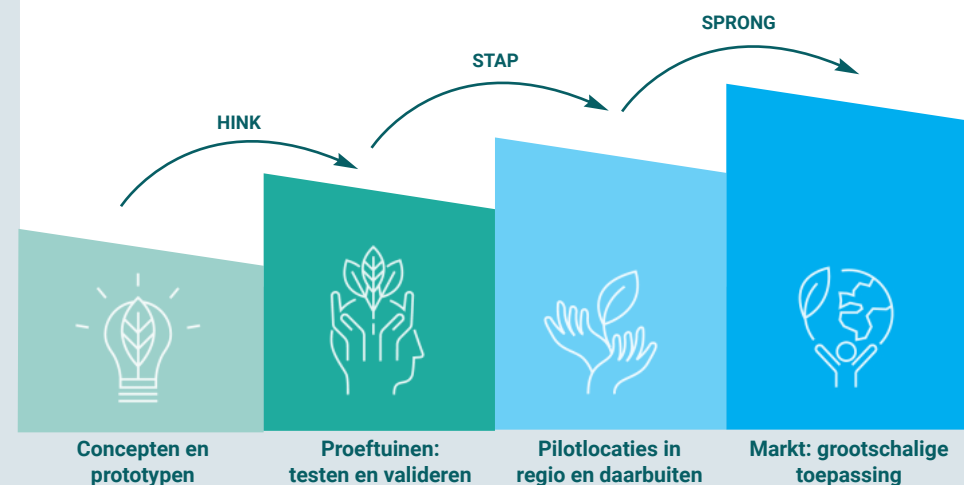 SPRONG
STAP
HINK
Concepten en
prototypen
Proeftuinen:
testen en valideren
Pilotlocaties in
regio en daarbuiten
Markt: grootschalige
toepassing